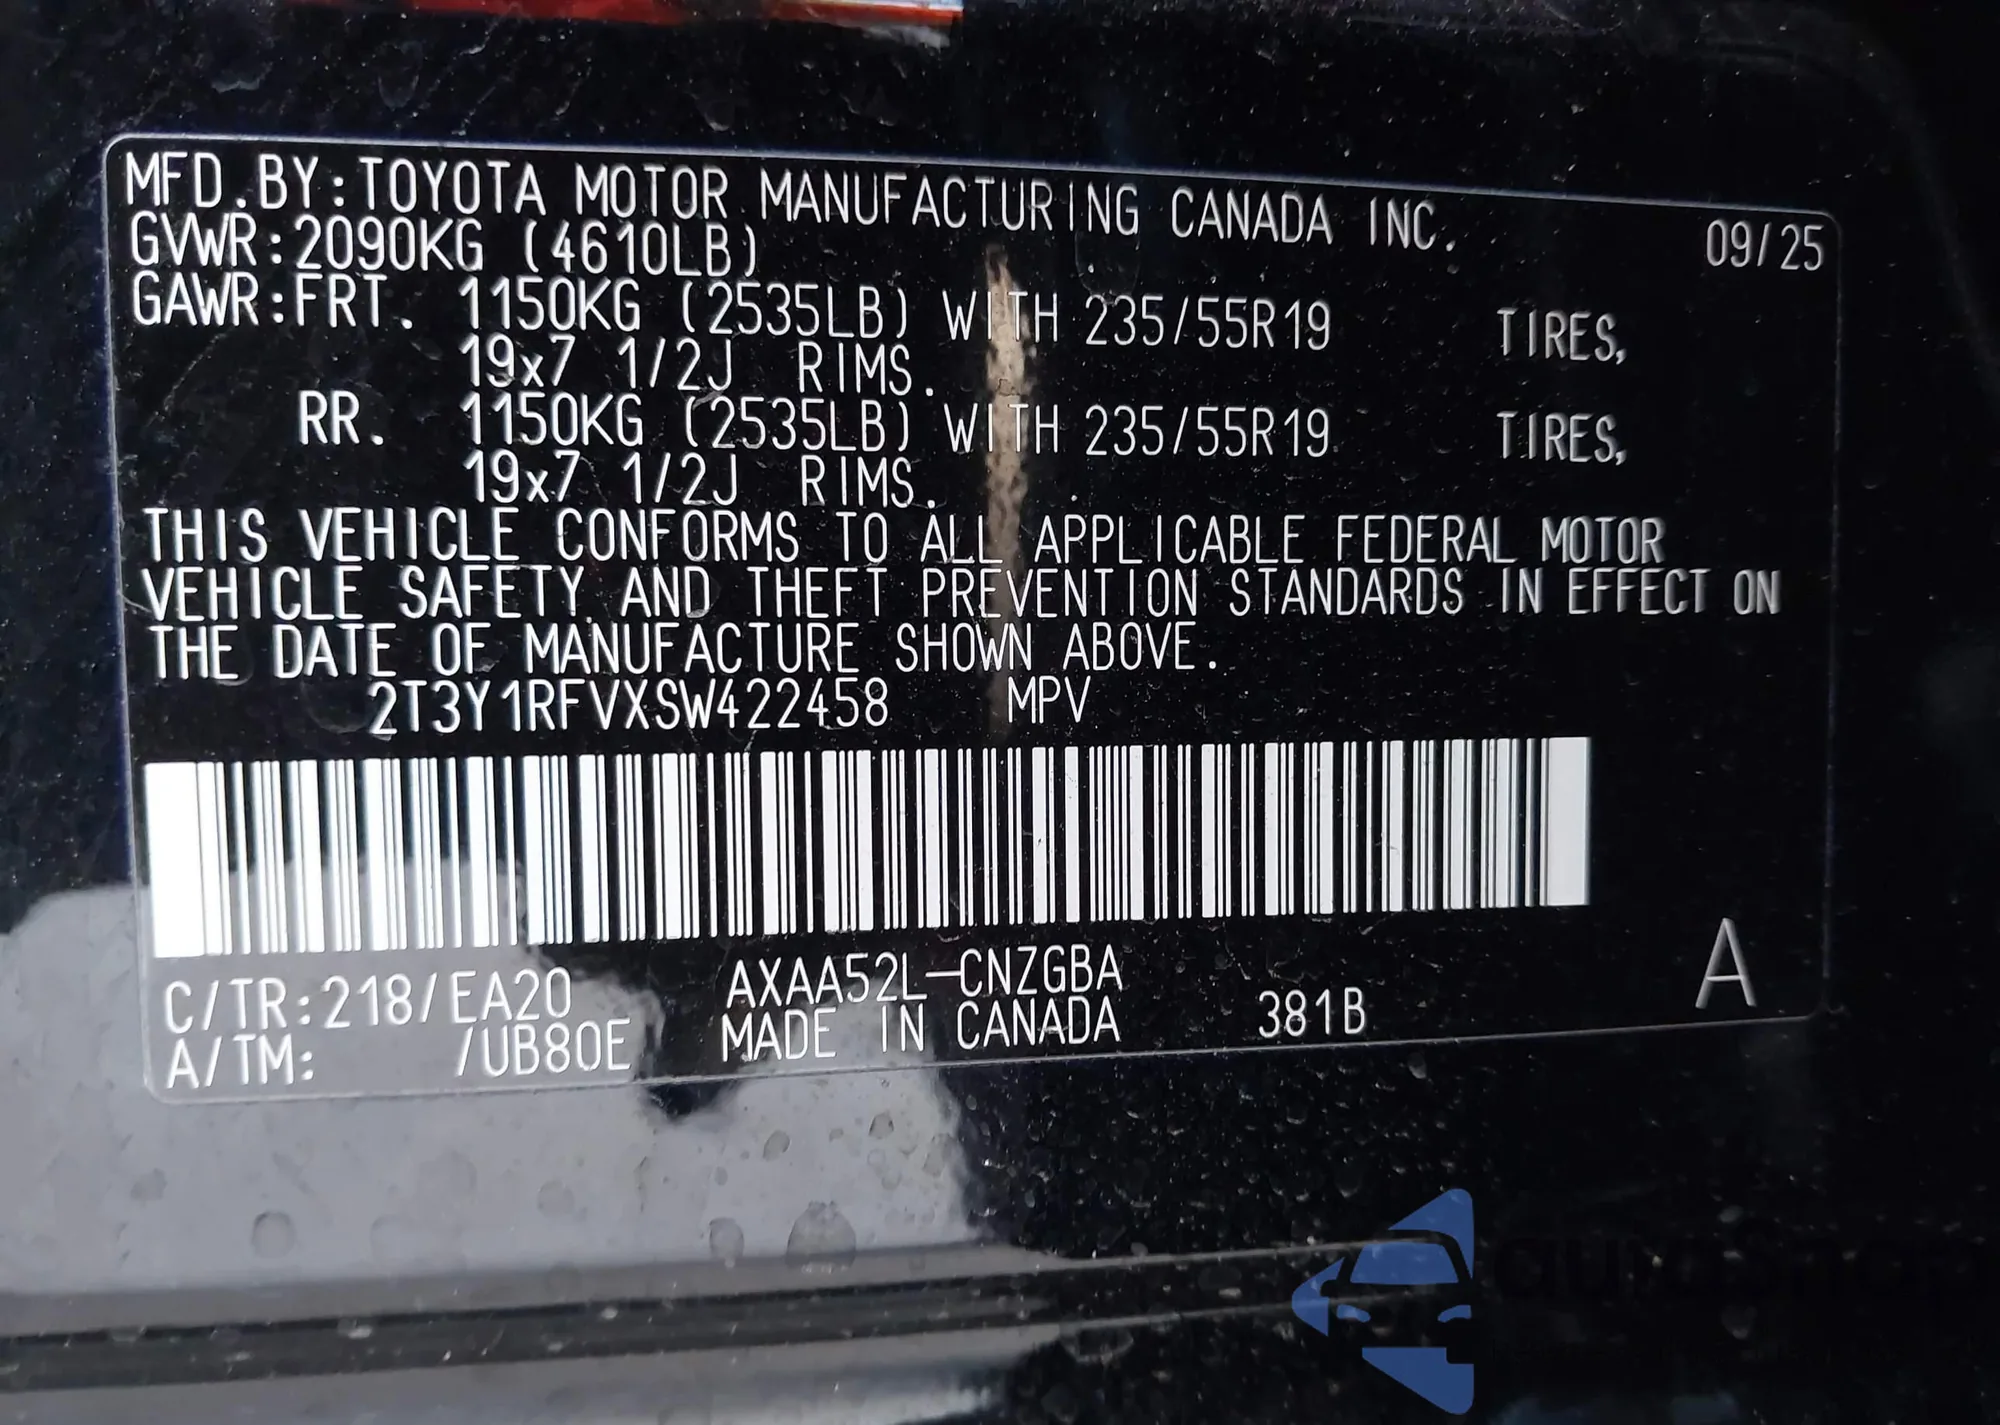 MFD.BY:TOYOTA MOTOR MANUFACTURING CANADA INC. 09/25
GVWR:2090KG (4610LB)
GAWR:FRT. 1150KG (2535LB) WITH 235/55R19 TIRES,
19x7 1/2J RIMS.
RR. 1150KG (2535LB) WITH 235/55R19 TIRES,
19x7 1/2J RIMS.
THIS VEHICLE CONFORMS TO ALL APPLICABLE FEDERAL MOTOR
VEHICLE SAFETY AND THEFT PREVENTION STANDARDS IN EFFECT ON
THE DATE OF MANUFACTURE SHOWN ABOVE.
2T3Y1RFVXSW422458 MPV
C/TR:218/EA20 AXAA52L-CNZGBA A
A/TM: /UB80E MADE IN CANADA 381B